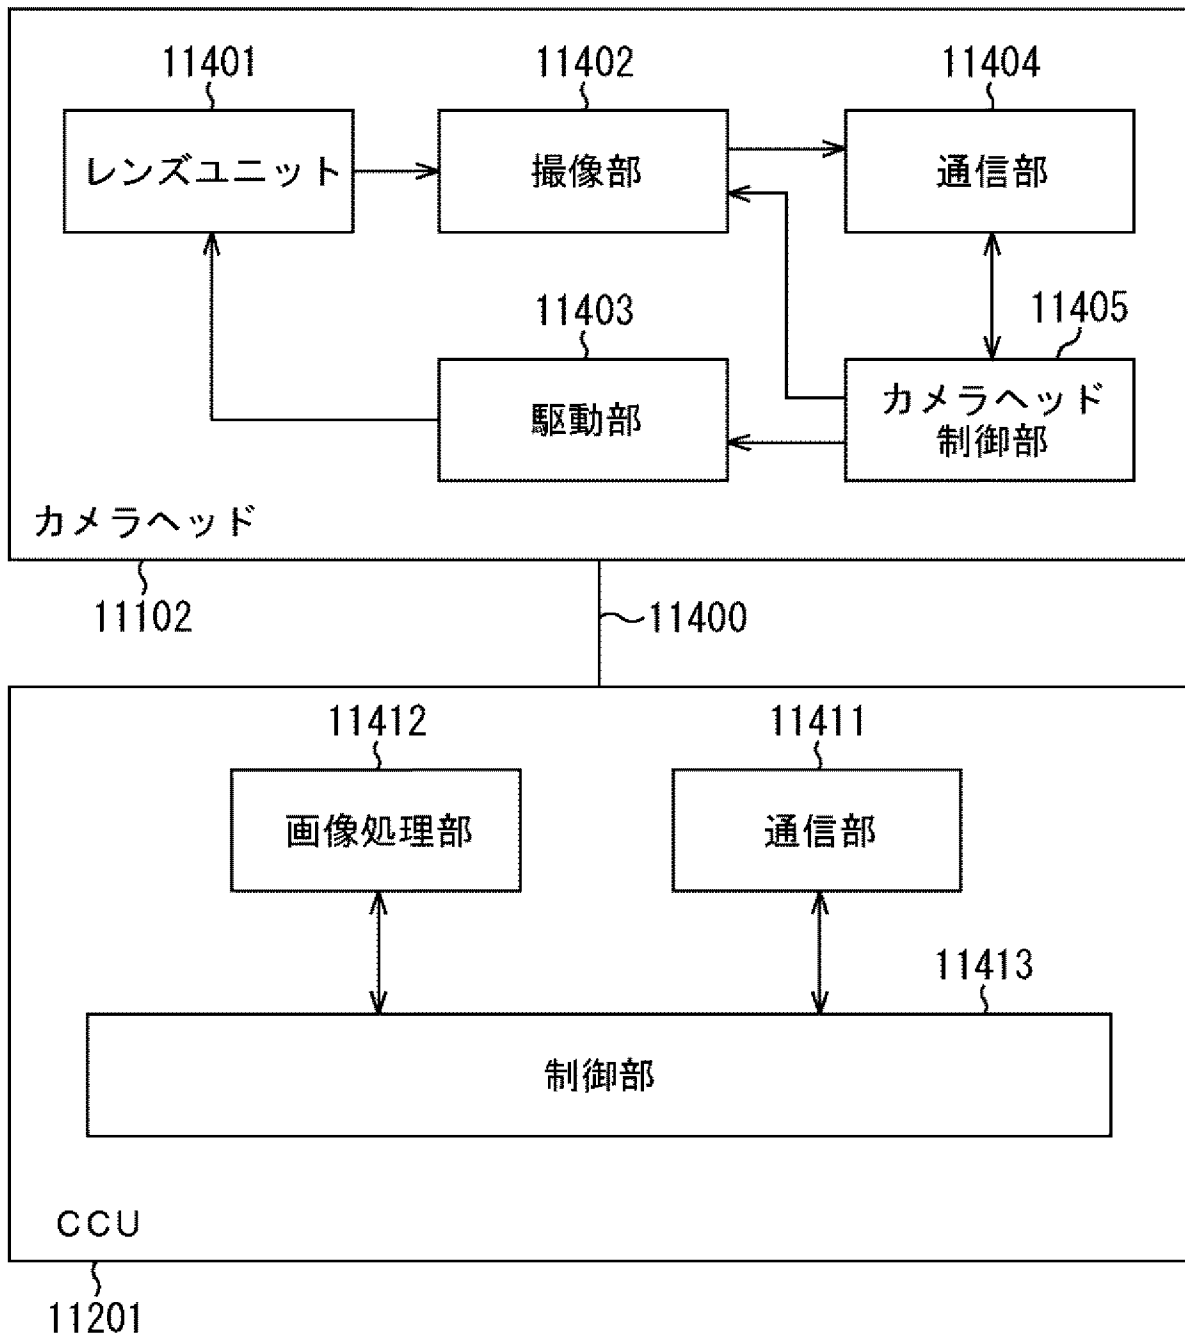 11401
11402
11404
レンズユニット
撮像部
通信部
11403
11405
駆動部
カメラヘッド
制御部
カメラヘッド
11102
11400
11412
11411
画像処理部
通信部
11413
制御部
CCU
11201